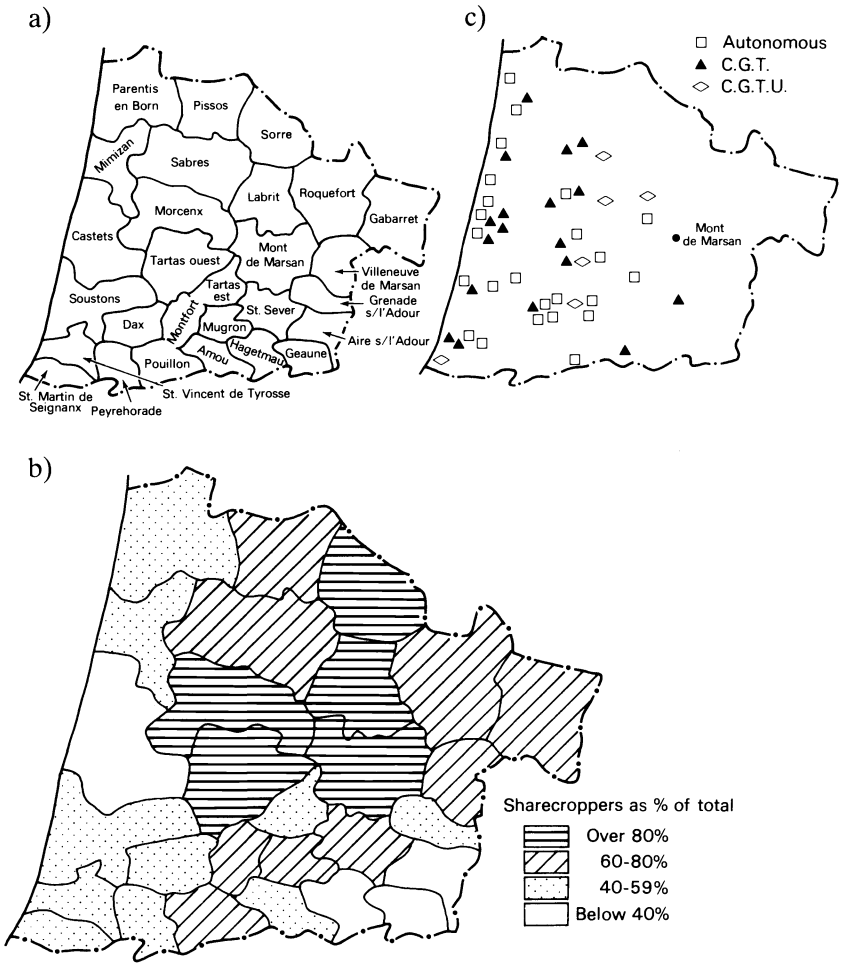 a)
Parentis
en Born
Pissos
Sorre
Mimizan
Sabres
Labrit
Roquefort
Gabarret
Morcenx
Castets
Mont
de Marsan
Tartas ouest
Villeneuve
de Marsan
Tartas
est
Grenade
s/l'Adour
Soustons
St. Sever
Montfort
Dax
Mugron
Aire s/l'Adour
Hagetmau
Geaune
Amou
Pouillon
St. Martin de
Seignanx
St. Vincent de Tyrosse
Peyrehorade
c)
Autonomous
C.G.T.
C.G.T.U.
Mont
de Marsan
b)
Sharecroppers as % of total
Over 80%
60-80%
40-59%
Below 40%